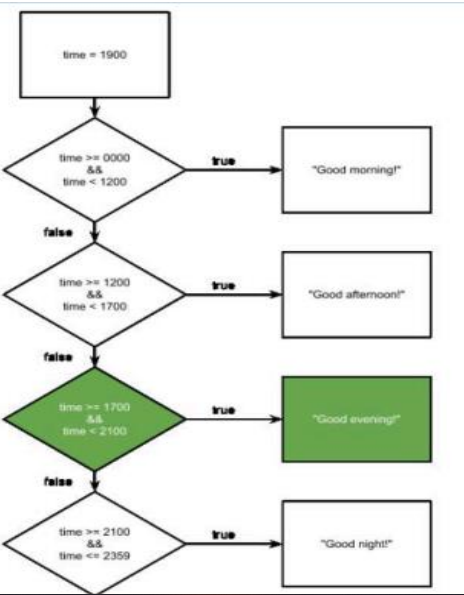 time = 1900
time >= 0000
&&
time < 1200
true
"Good morning!"
false
time >= 1200
&&
time < 1700
true
"Good afternoon!"
false
time >= 1700
&&
time < 2100
true
"Good evening!"
false
time >= 2100
&&
time <= 2359
true
"Good night!"